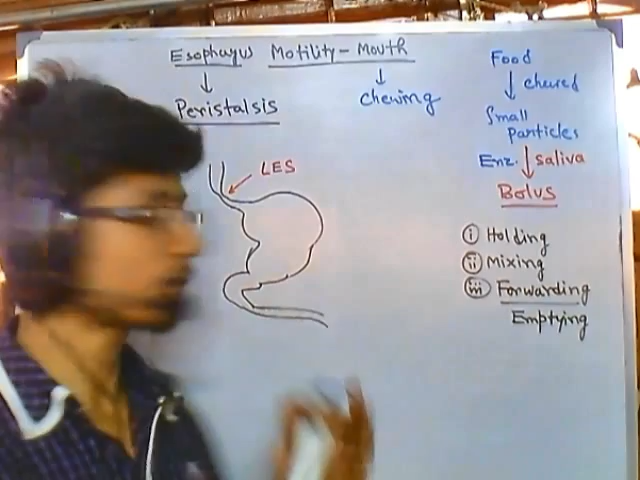 Esophagus Motility - Mouth
Peristalsis
chewing
LES
Food
chewed
Small
Particles
Enz. saliva
Bolus
i Holding
ii Mixing
iii Forwarding
Emptying